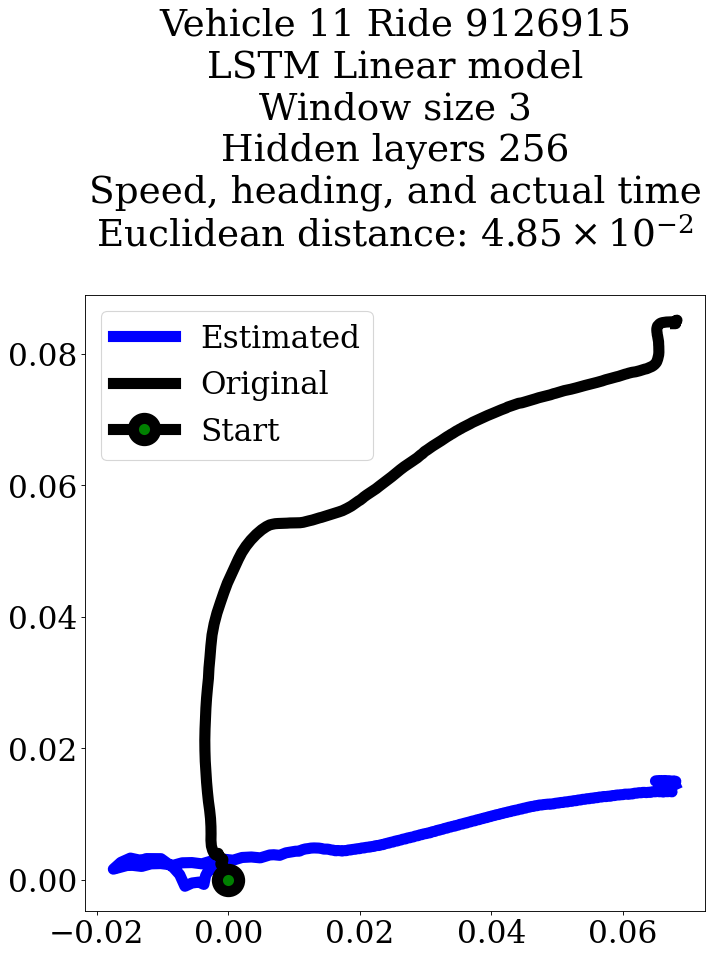 Vehicle 11 Ride 9126915
LSTM Linear model
Window size 3
Hidden layers 256
Speed, heading, and actual time
Euclidean distance: 4.85 × 10⁻²
Estimated
Original
Start
0.08
0.06
0.04
0.02
0.00
−0.02 0.00 0.02 0.04 0.06